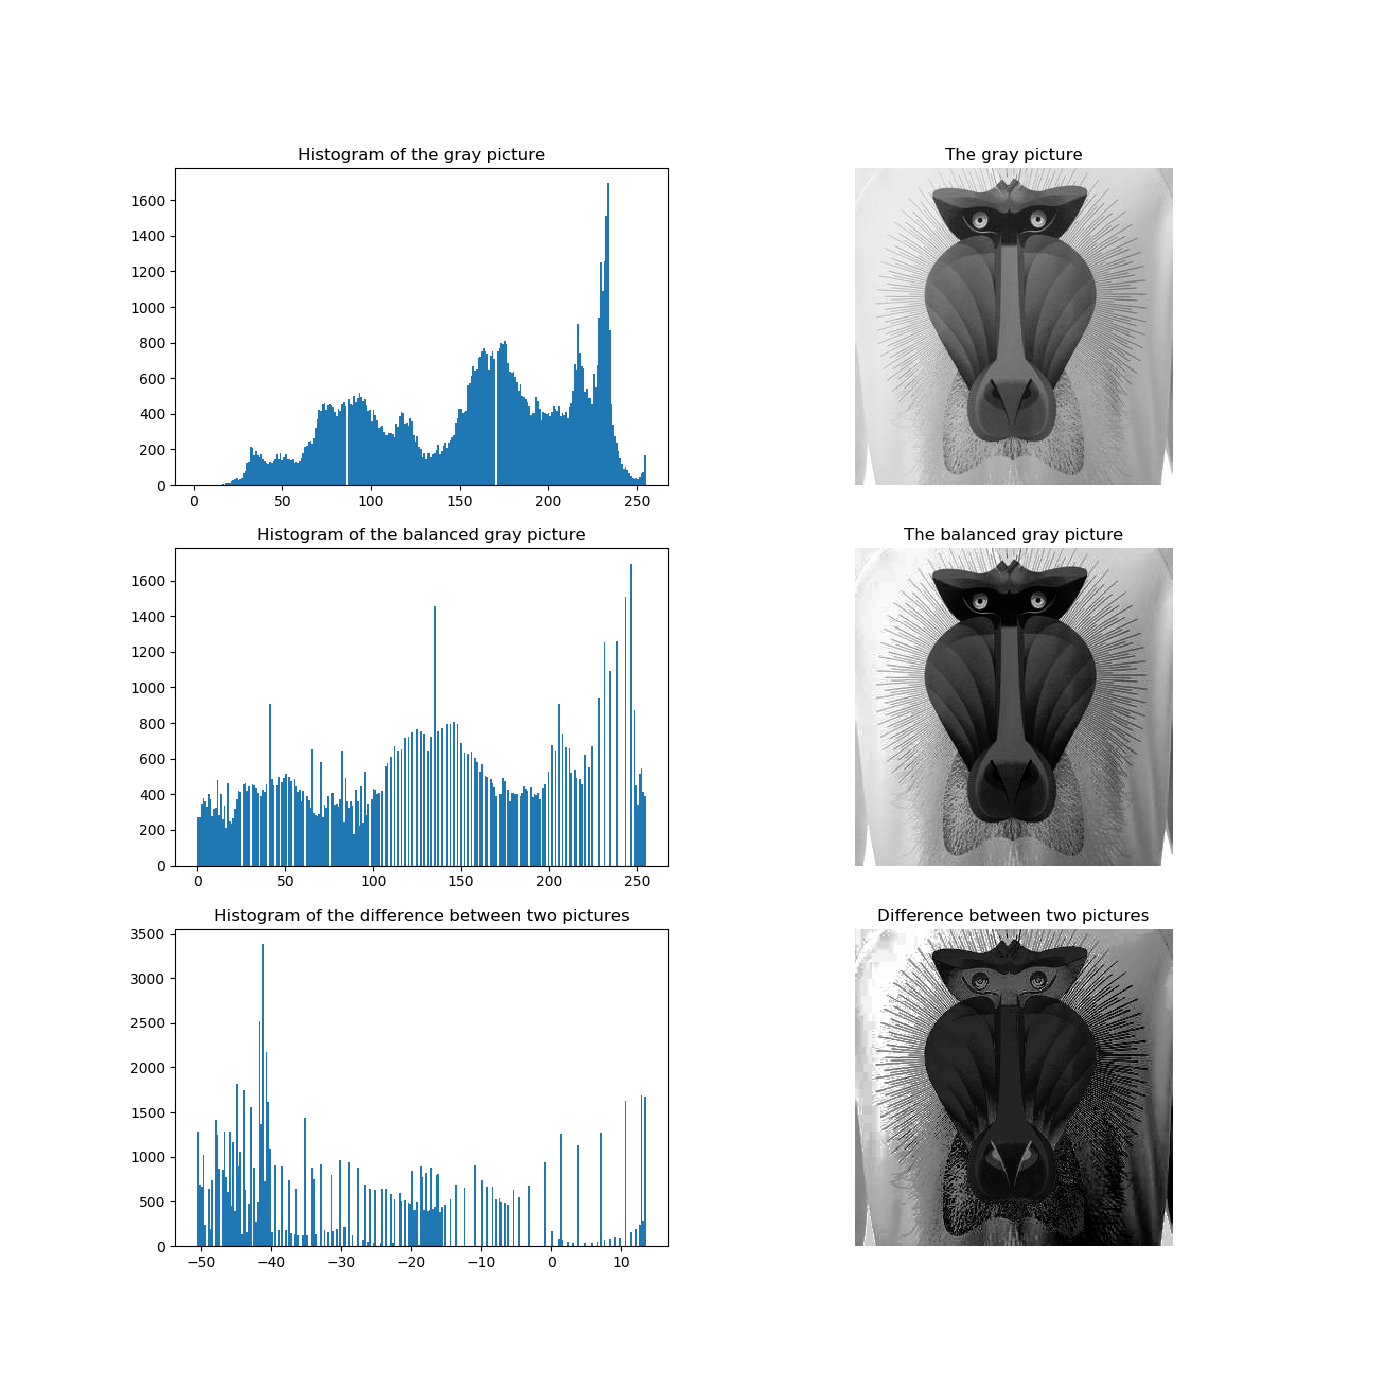 Histogram of the gray picture
The gray picture
1600
1400
1200
1000
800
600
400
200
0
0 50 100 150 200 250
Histogram of the balanced gray picture
The balanced gray picture
1600
1400
1200
1000
800
600
400
200
0
0 50 100 150 200 250
Histogram of the difference between two pictures
Difference between two pictures
3500
3000
2500
2000
1500
1000
500
0
−50 −40 −30 −20 −10 0 10